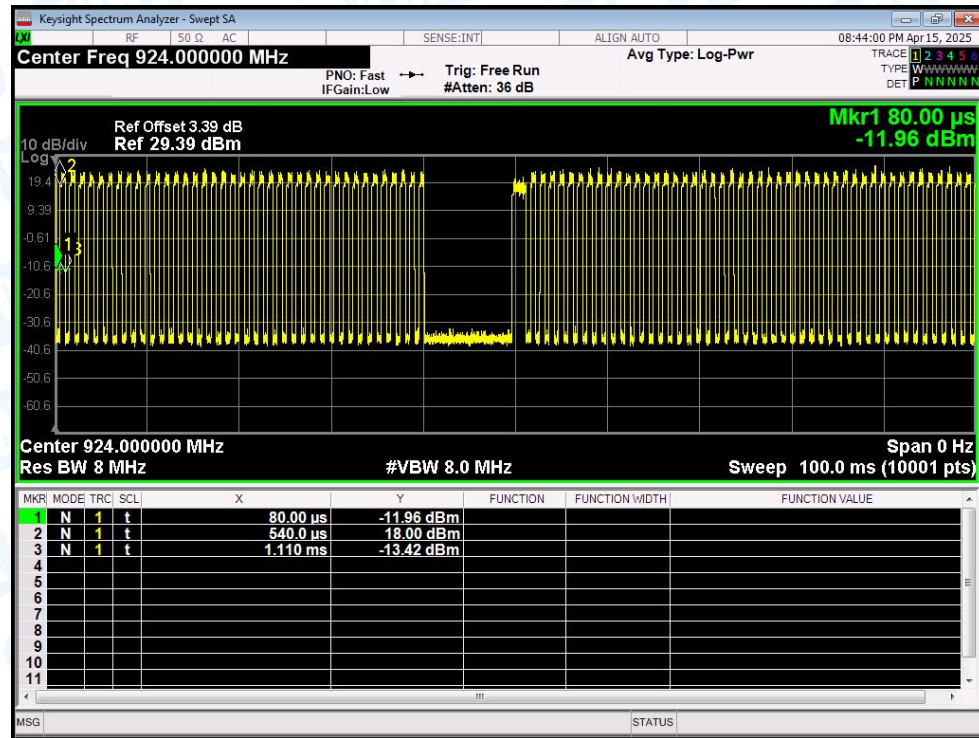 Keysight Spectrum Analyzer - Swept SA
LXI RF 50 Ω AC SENSE:INT ALIGN AUTO 08:44:00 PM Apr 15, 2025
Center Freq 924.000000 MHz
PNO: Fast
IFGain:Low
Trig: Free Run
#Atten: 36 dB
Avg Type: Log-Pwr
TRACE 1 2 3 4 5 6
TYPE WWWWWW
DET P N N N N N
Mkr1 80.00 µs
-11.96 dBm
Ref Offset 3.39 dB
10 dB/div Ref 29.39 dBm
Log
2
19.4
9.39
-0.61
1
3
-10.6
-20.6
-30.6
-40.6
-50.6
-60.6
Center 924.000000 MHz Span 0 Hz
Res BW 8 MHz #VBW 8.0 MHz Sweep 100.0 ms (10001 pts)
MKR MODE TRC SCL X Y FUNCTION FUNCTION WIDTH FUNCTION VALUE
1 N 1 t 80.00 µs -11.96 dBm
2 N 1 t 540.0 µs 18.00 dBm
3 N 1 t 1.110 ms -13.42 dBm
4
5
6
7
8
9
10
11
MSG STATUS